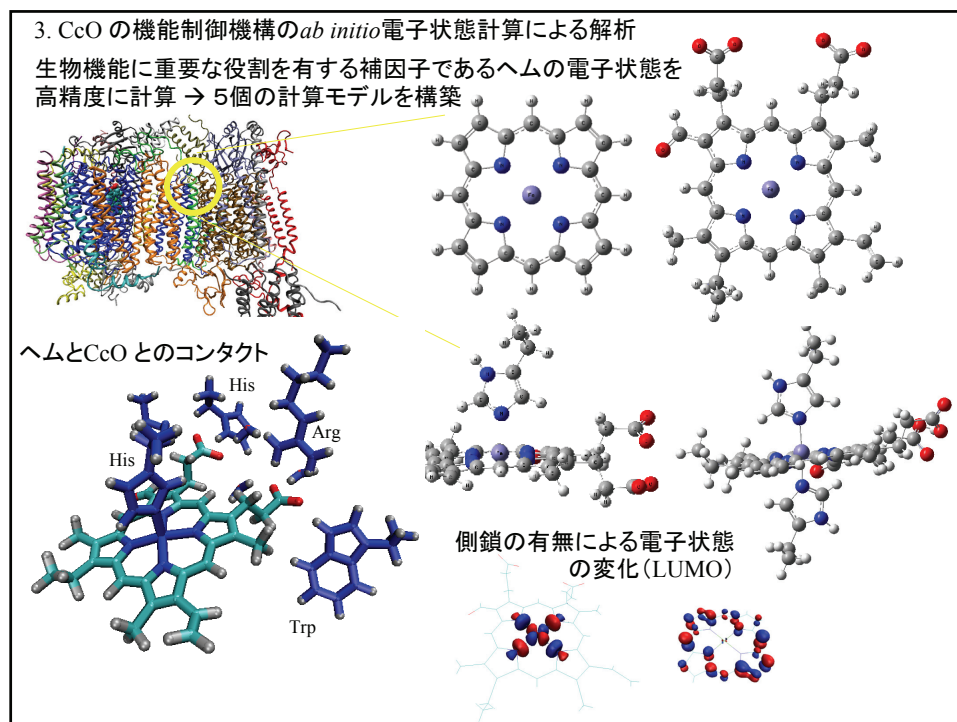 3. CcO の機能制御機構のab initio電子状態計算による解析
生物機能に重要な役割を有する補因子であるヘムの電子状態を
高精度に計算 → ５個の計算モデルを構築
ヘムとCcO とのコンタクト
His
His
Arg
Trp
側鎖の有無による電子状態
の変化（LUMO）